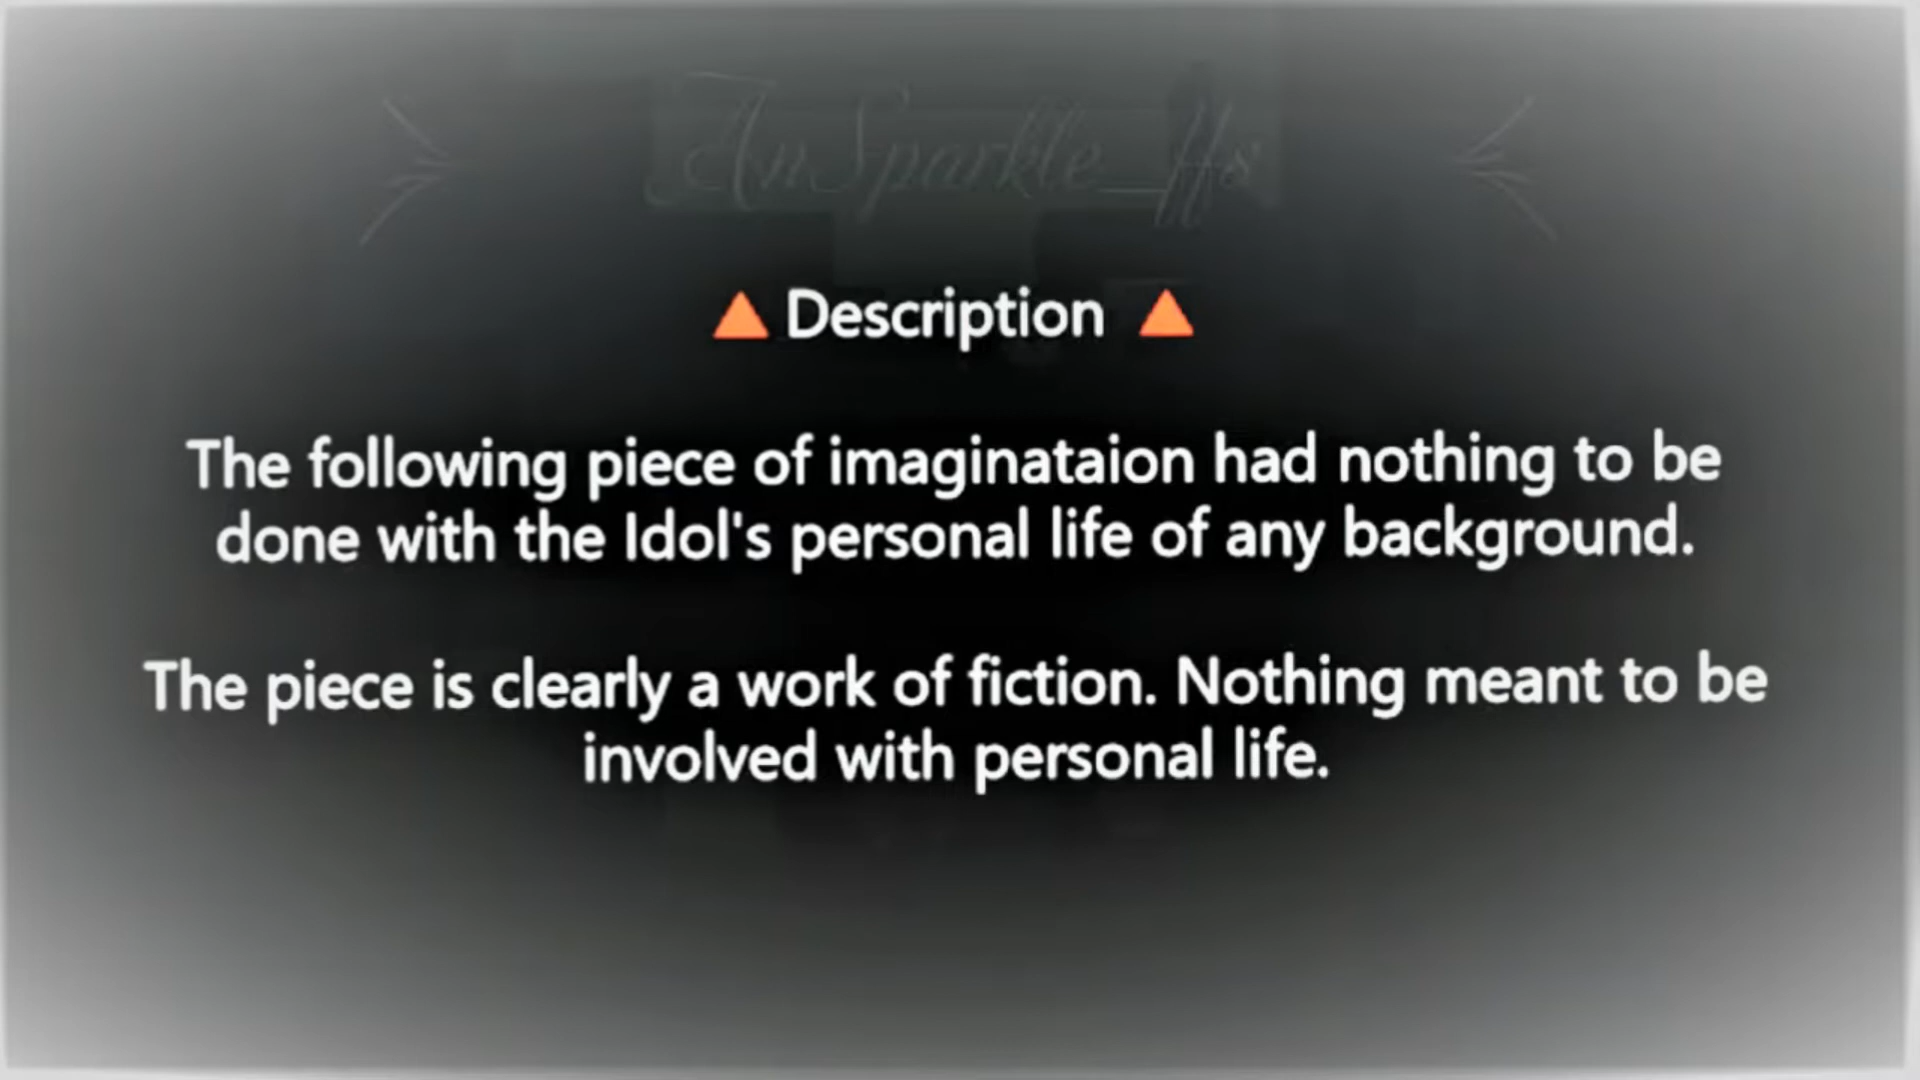 AnSparkle_ffs
🔺 Description 🔺
The following piece of imaginataion had nothing to be
done with the Idol's personal life of any background.
The piece is clearly a work of fiction. Nothing meant to be
involved with personal life.